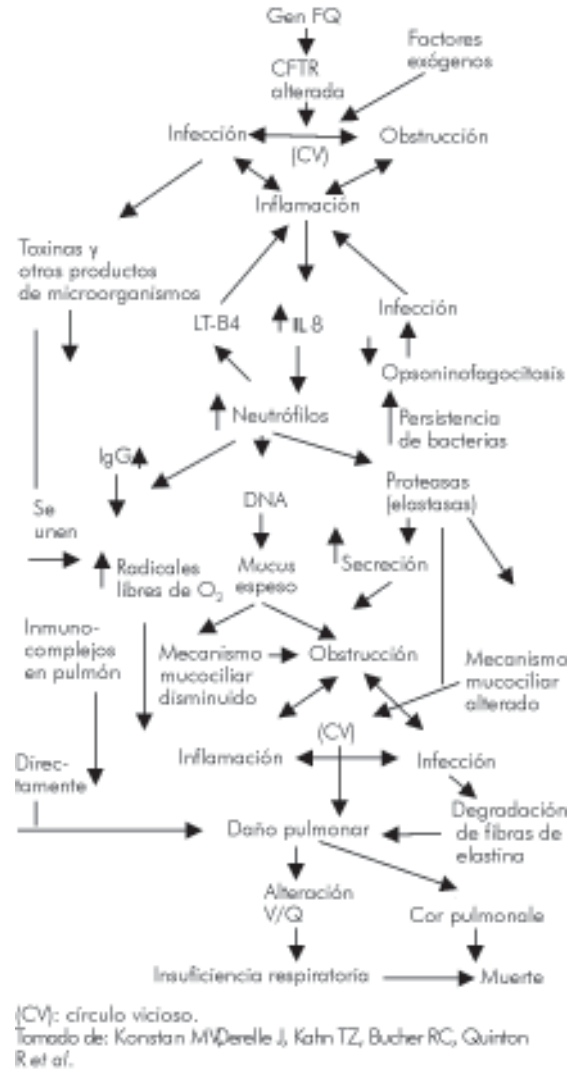 Gen FQ
Factores
exógenos
CFTR
alterada
Infección
(CV)
Obstrucción
Inflamación
Toxinas y
otros productos
de microorganismos
LT-B4
IL 8
Infección
Opsoninofagocitosis
Neutrófilos
Persistencia
de bacterias
IgG
Proteasas
(elastasas)
DNA
Se
unen
Radicales
libres de O2
Mucus
espeso
Secreción
Inmuno-
complejos
en pulmón
Mecanismo
mucociliar
disminuido
Obstrucción
Mecanismo
mucociliar
alterado
(CV)
Inflamación
Infección
Direc-
tamente
Daño pulmonar
Degradación
de fibras de
elastina
Alteración
V/Q
Cor pulmonale
Insuficiencia respiratoria
Muerte
(CV): círculo vicioso.
Tomado de: Konstan MW,Derelle J, Kahn TZ, Bucher RC, Quinton
R et al.